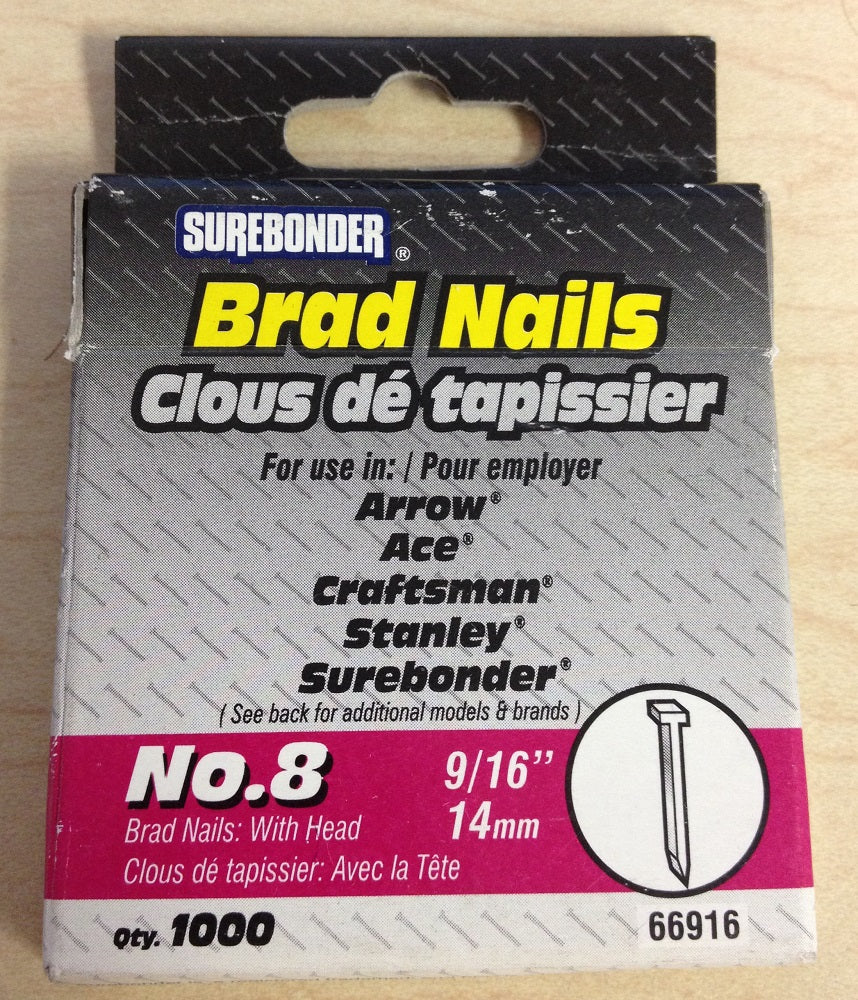 SUREBONDER ®
Brad Nails
Clous dé tapissier
For use in: / Pour employer
Arrow®
Ace®
Craftsman®
Stanley®
Surebonder®
( See back for additional models & brands )
No.8
9/16”
14mm
Brad Nails: With Head
Clous dé tapissier: Avec la Tête
Qty. 1000
66916